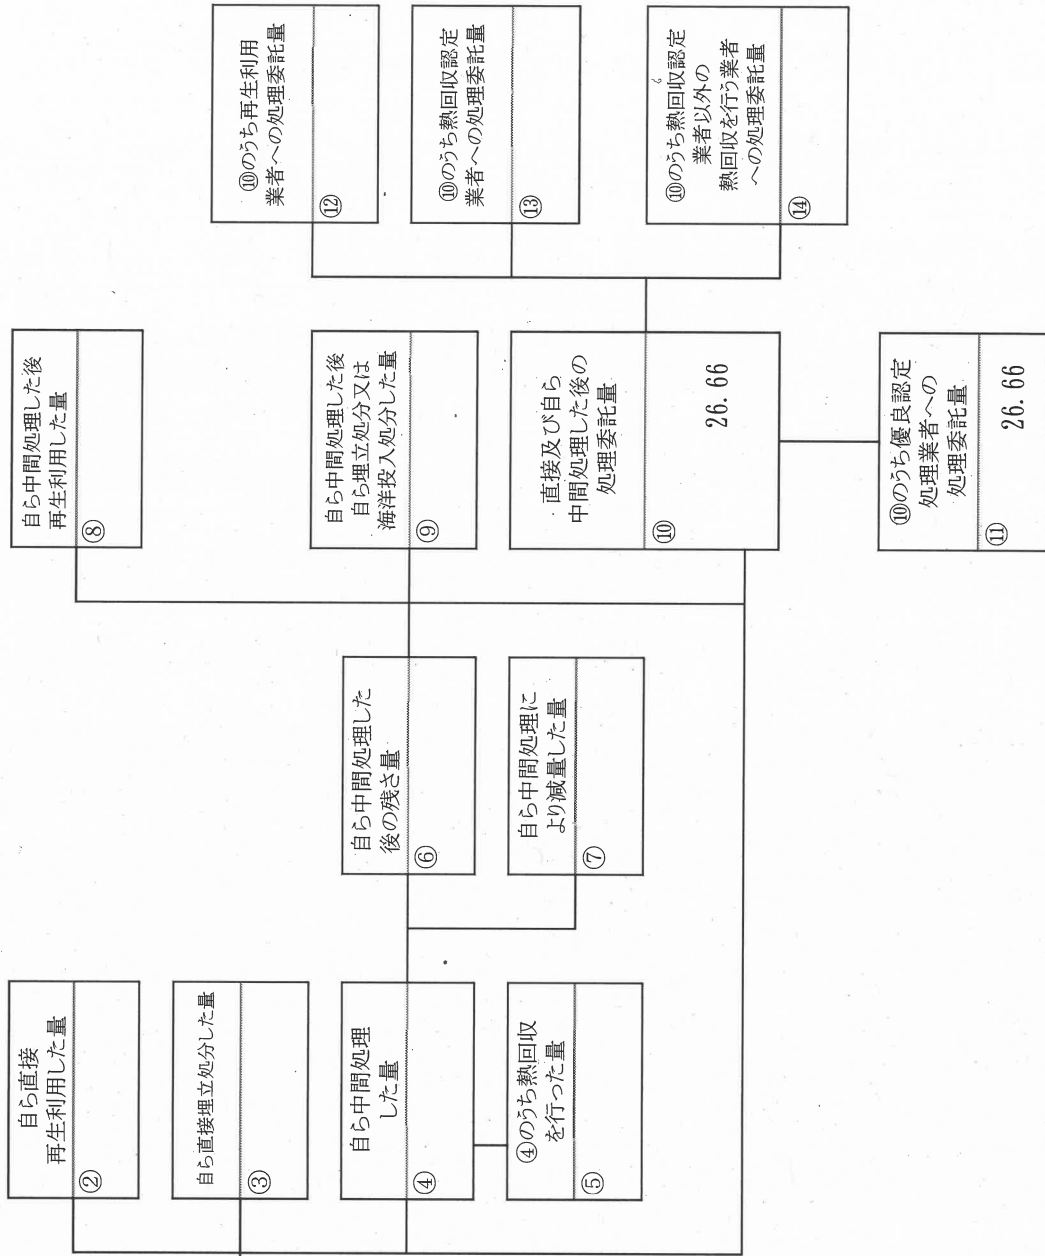 自ら直接
再生利用した量
②
自ら直接埋立処分した量
③
自ら中間処理
した量
④
④のうち熱回収
を行った量
⑤
自ら中間処理した
後の残さ量
⑥
自ら中間処理に
より減量した量
⑦
自ら中間処理した後
再生利用した量
⑧
自ら中間処理した後
自ら埋立処分又は
海洋投入処分した量
⑨
直接及び自ら
中間処理した後の
処理委託量
⑩
26.66
⑩のうち優良認定
処理業者への
処理委託量
⑪
26.66
⑩のうち再生利用
業者への処理委託量
⑫
⑩のうち熱回収認定
業者への処理委託量
⑬
⑩のうち熱回収認定
業者以外の
熱回収を行う業者
への処理委託量
⑭